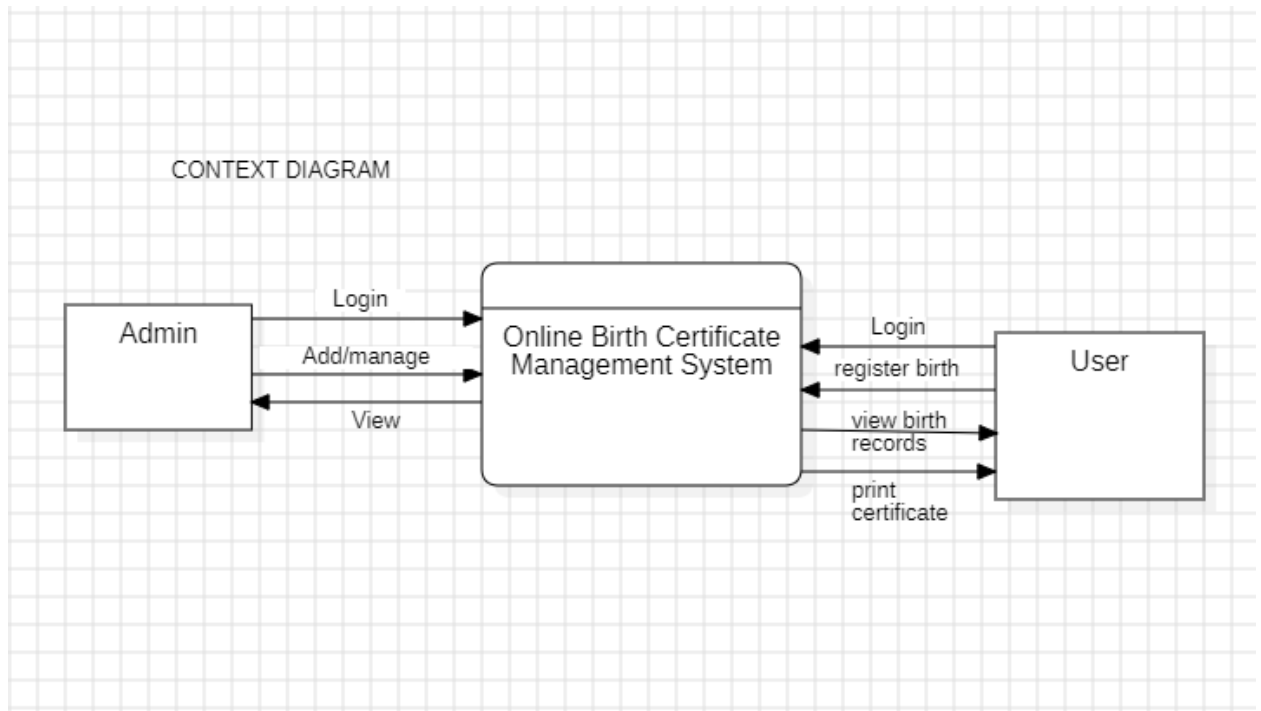 CONTEXT DIAGRAM
Admin
Login
Add/manage
View
Online Birth Certificate
Management System
Login
register birth
view birth
records
print
certificate
User